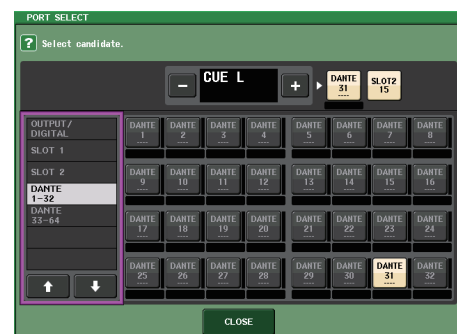 PORT SELECT
? Select candidate.
- CUE L + DANTE 31 ---- SLOT2 15
OUTPUT/
DIGITAL
SLOT 1
SLOT 2
DANTE
1-32
DANTE
33-64
DANTE 1 ---- DANTE 2 ---- DANTE 3 ---- DANTE 4 ---- DANTE 5 ---- DANTE 6 ---- DANTE 7 ---- DANTE 8 ----
DANTE 9 ---- DANTE 10 ---- DANTE 11 ---- DANTE 12 ---- DANTE 13 ---- DANTE 14 ---- DANTE 15 ---- DANTE 16 ----
DANTE 17 ---- DANTE 18 ---- DANTE 19 ---- DANTE 20 ---- DANTE 21 ---- DANTE 22 ---- DANTE 23 ---- DANTE 24 ----
DANTE 25 ---- DANTE 26 ---- DANTE 27 ---- DANTE 28 ---- DANTE 29 ---- DANTE 30 ---- DANTE 31 ---- DANTE 32 ----
CLOSE